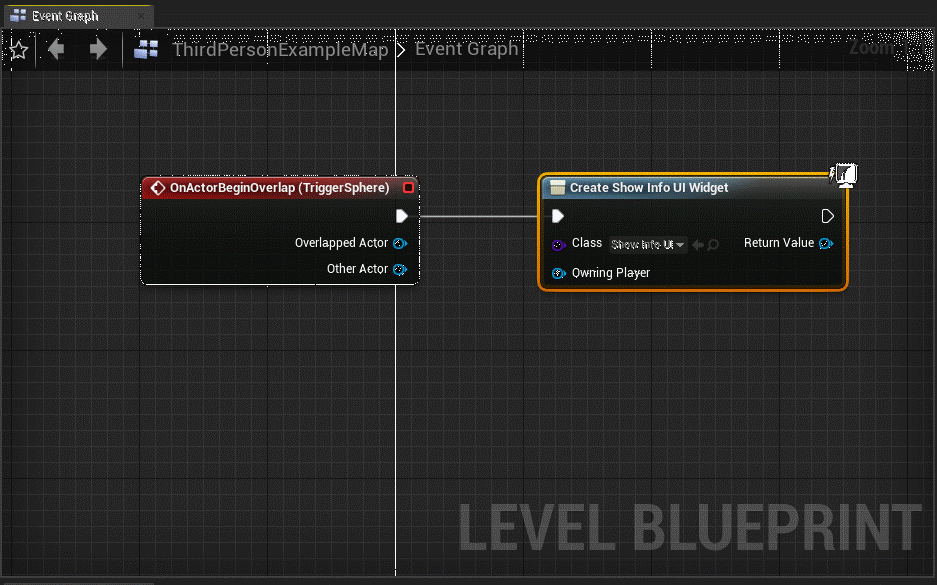 Event Graph
ThirdPersonExampleMap > Event Graph
Zoom
OnActorBeginOverlap (TriggerSphere)
Overlapped Actor
Other Actor
Create Show Info UI Widget
Class Show Info UI
Return Value
Owning Player
LEVEL BLUEPRINT